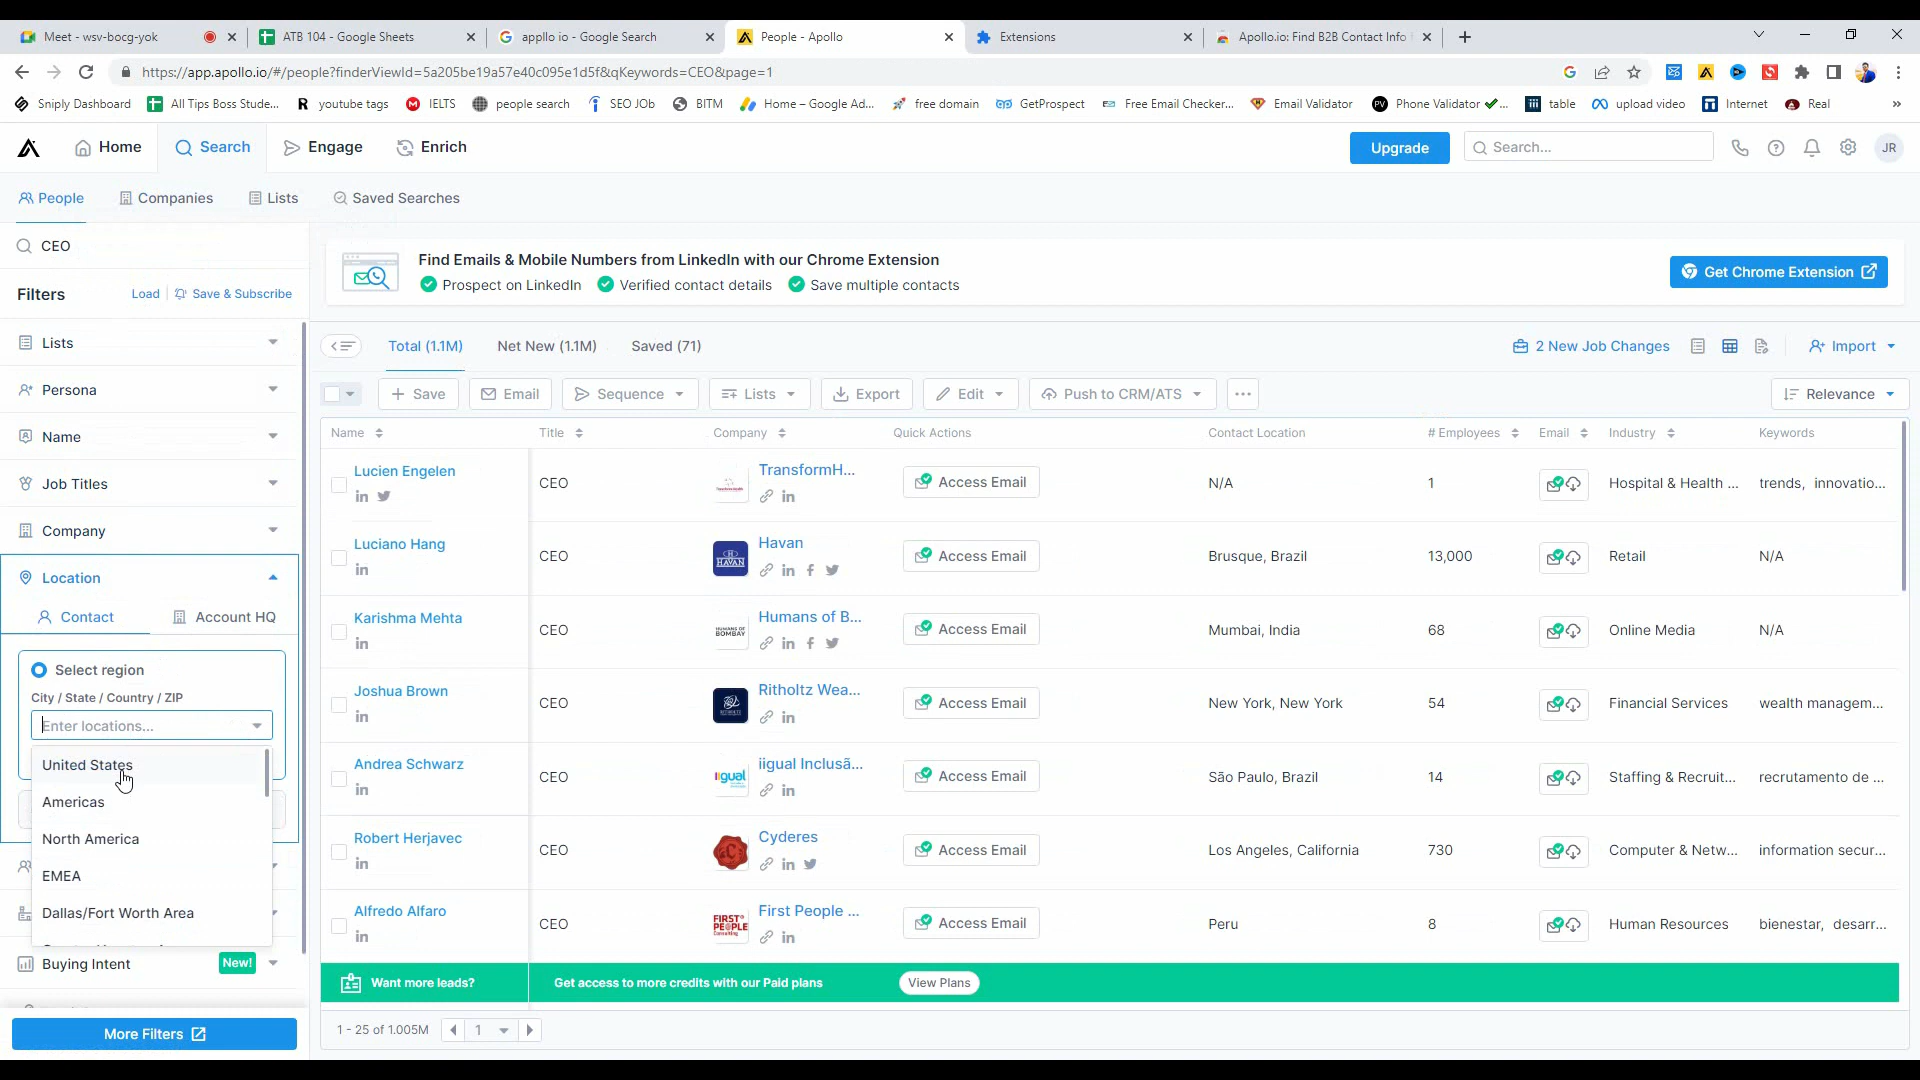 Meet - wsv-bocg-yok
ATB 104 - Google Sheets
appllo io - Google Search
People - Apollo
Extensions
Apollo.io: Find B2B Contact Info
https://app.apollo.io/#/people?finderViewId=5a205be19a57e40c095e1d5f&qKeywords=CEO&page=1
Sniply Dashboard
All Tips Boss Stude...
youtube tags
IELTS
people search
SEO JOb
BITM
Home – Google Ad...
free domain
GetProspect
Free Email Checker...
Email Validator
Phone Validator ✔...
table
upload video
Internet
Real
»
Home
Search
Engage
Enrich
Upgrade
Search...
JR
People
Companies
Lists
Saved Searches
CEO
Filters
Load
Save & Subscribe
Lists
Persona
Name
Job Titles
Company
Location
Contact
Account HQ
Select region
City / State / Country / ZIP
Enter locations...
United States
Americas
North America
EMEA
Dallas/Fort Worth Area
Buying Intent
New!
More Filters
Find Emails & Mobile Numbers from LinkedIn with our Chrome Extension
Prospect on LinkedIn
Verified contact details
Save multiple contacts
Get Chrome Extension
Total (1.1M)
Net New (1.1M)
Saved (71)
2 New Job Changes
Import
Save
Email
Sequence
Lists
Export
Edit
Push to CRM/ATS
Relevance
Name Title Company Quick Actions Contact Location # Employees Email Industry Keywords
Lucien Engelen CEO TransformH... Access Email N/A 1 Hospital & Health ... trends, innovatio...
Luciano Hang CEO HAVAN Havan Access Email Brusque, Brazil 13,000 Retail N/A
Karishma Mehta CEO HUMANS OF BOMBAY Humans of B... Access Email Mumbai, India 68 Online Media N/A
Joshua Brown CEO Ritholtz Wea... Access Email New York, New York 54 Financial Services wealth managem...
Andrea Schwarz CEO iigual iigual Inclusã... Access Email São Paulo, Brazil 14 Staffing & Recruit... recrutamento de ...
Robert Herjavec CEO Cyderes Access Email Los Angeles, California 730 Computer & Netw... information secur...
Alfredo Alfaro CEO FIRST PEOPLE Consulting First People ... Access Email Peru 8 Human Resources bienestar, desarr...
Want more leads?
Get access to more credits with our Paid plans
View Plans
1 - 25 of 1.005M
1